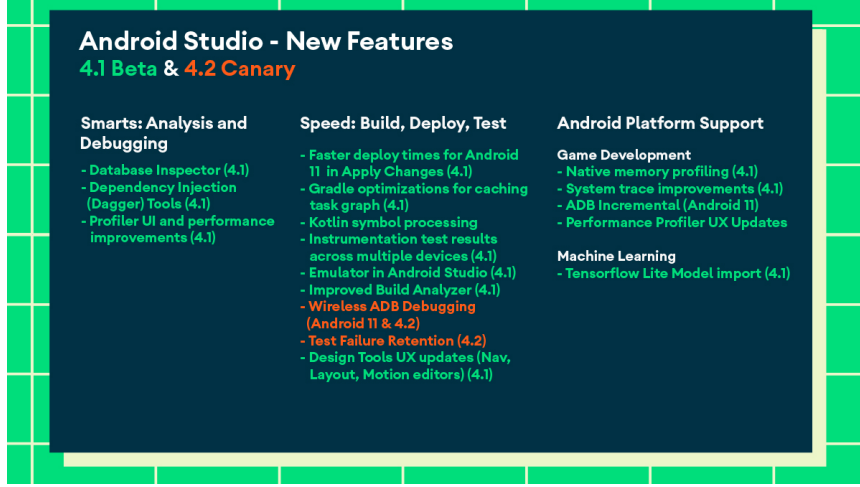 Android Studio - New Features
4.1 Beta & 4.2 Canary
Smarts: Analysis and
Debugging
- Database Inspector (4.1)
- Dependency Injection
(Dagger) Tools (4.1)
- Profiler UI and performance
improvements (4.1)
Speed: Build, Deploy, Test
- Faster deploy times for Android
11 in Apply Changes (4.1)
- Gradle optimizations for caching
task graph (4.1)
- Kotlin symbol processing
- Instrumentation test results
across multiple devices (4.1)
- Emulator in Android Studio (4.1)
- Improved Build Analyzer (4.1)
- Wireless ADB Debugging
(Android 11 & 4.2)
- Test Failure Retention (4.2)
- Design Tools UX updates (Nav,
Layout, Motion editors) (4.1)
Android Platform Support
Game Development
- Native memory profiling (4.1)
- System trace improvements (4.1)
- ADB Incremental (Android 11)
- Performance Profiler UX Updates
Machine Learning
- Tensorflow Lite Model import (4.1)